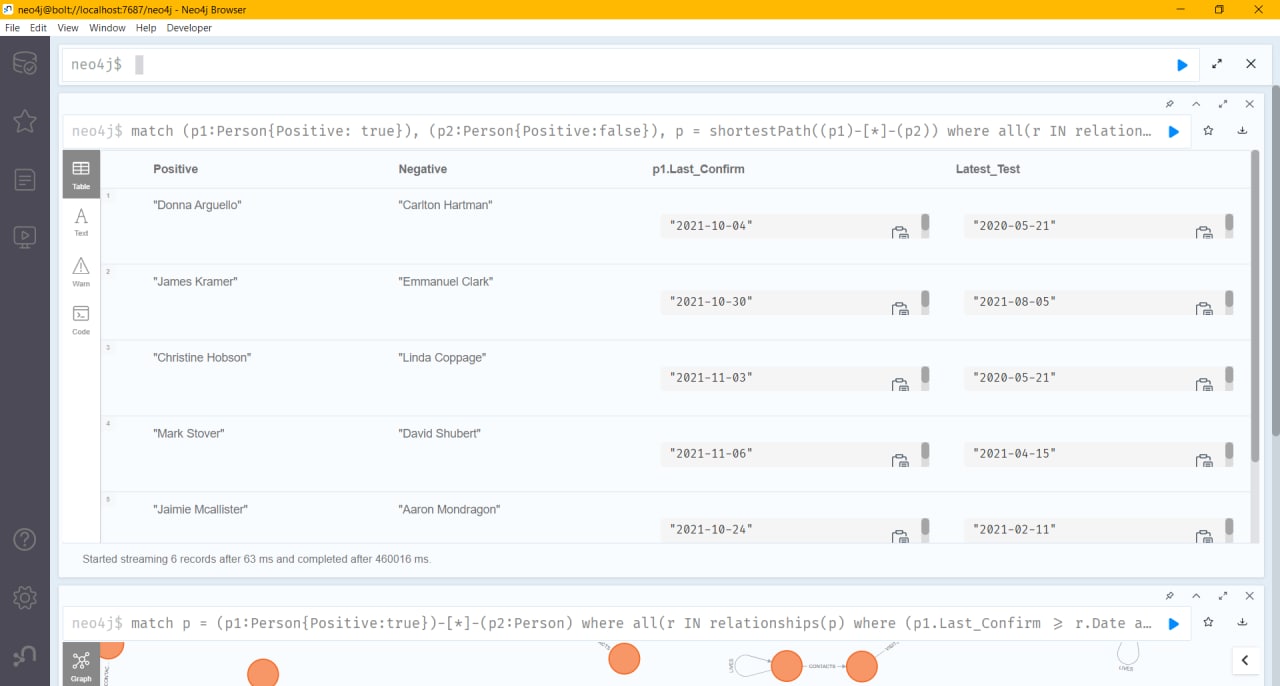 neo4j@bolt://localhost:7687/neo4j - Neo4j Browser
File Edit View Window Help Developer
neo4j$
neo4j$ match (p1:Person{Positive: true}), (p2:Person{Positive:false}), p = shortestPath((p1)-[*]-(p2)) where all(r IN relation…
Table
Text
Warn
Code
Positive Negative p1.Last_Confirm Latest_Test
1 "Donna Arguello" "Carlton Hartman" "2021-10-04" "2020-05-21"
2 "James Kramer" "Emmanuel Clark" "2021-10-30" "2021-08-05"
3 "Christine Hobson" "Linda Coppage" "2021-11-03" "2020-05-21"
4 "Mark Stover" "David Shubert" "2021-11-06" "2021-04-15"
5 "Jaimie Mcallister" "Aaron Mondragon" "2021-10-24" "2021-02-11"
Started streaming 6 records after 63 ms and completed after 460016 ms.
neo4j$ match p = (p1:Person{Positive:true})-[*]-(p2:Person) where all(r IN relationships(p) where (p1.Last_Confirm ⩾ r.Date a…
Graph
LIVES
CONTACTS
LIVES